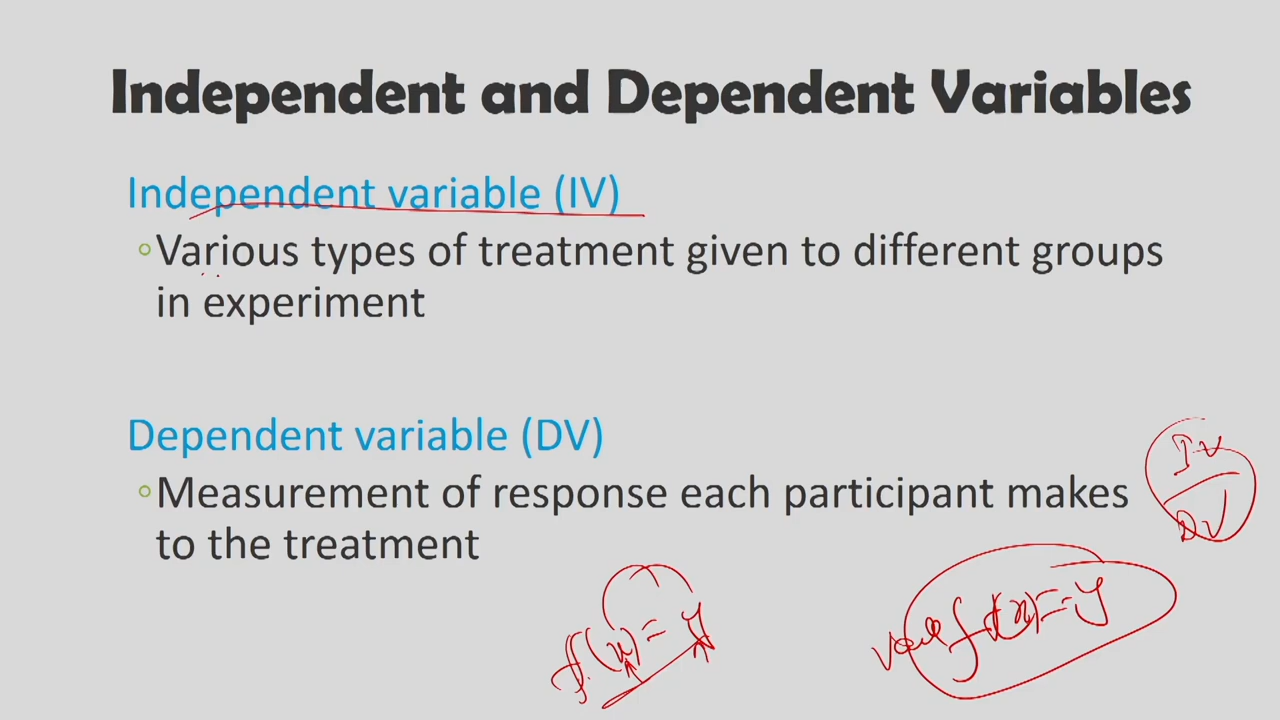 Independent and Dependent Variables
Independent variable (IV)
◦Various types of treatment given to different groups
in experiment
Dependent variable (DV)
◦Measurement of response each participant makes
to the treatment
IV
DV
f(x) = y
f(x) = y